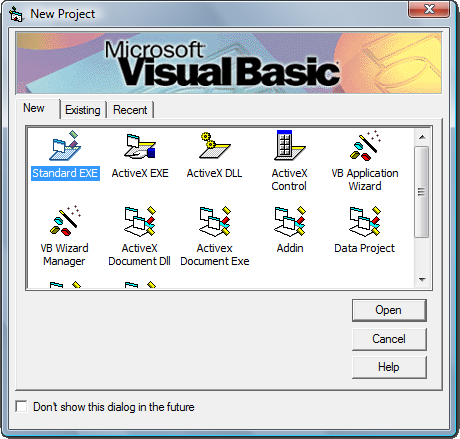 New Project
Microsoft
Visual Basic
New Existing Recent
Standard EXE
ActiveX EXE
ActiveX DLL
ActiveX
Control
VB Application
Wizard
VB Wizard
Manager
ActiveX
Document Dll
Activex
Document Exe
Addin
Data Project
Open
Cancel
Help
Don't show this dialog in the future